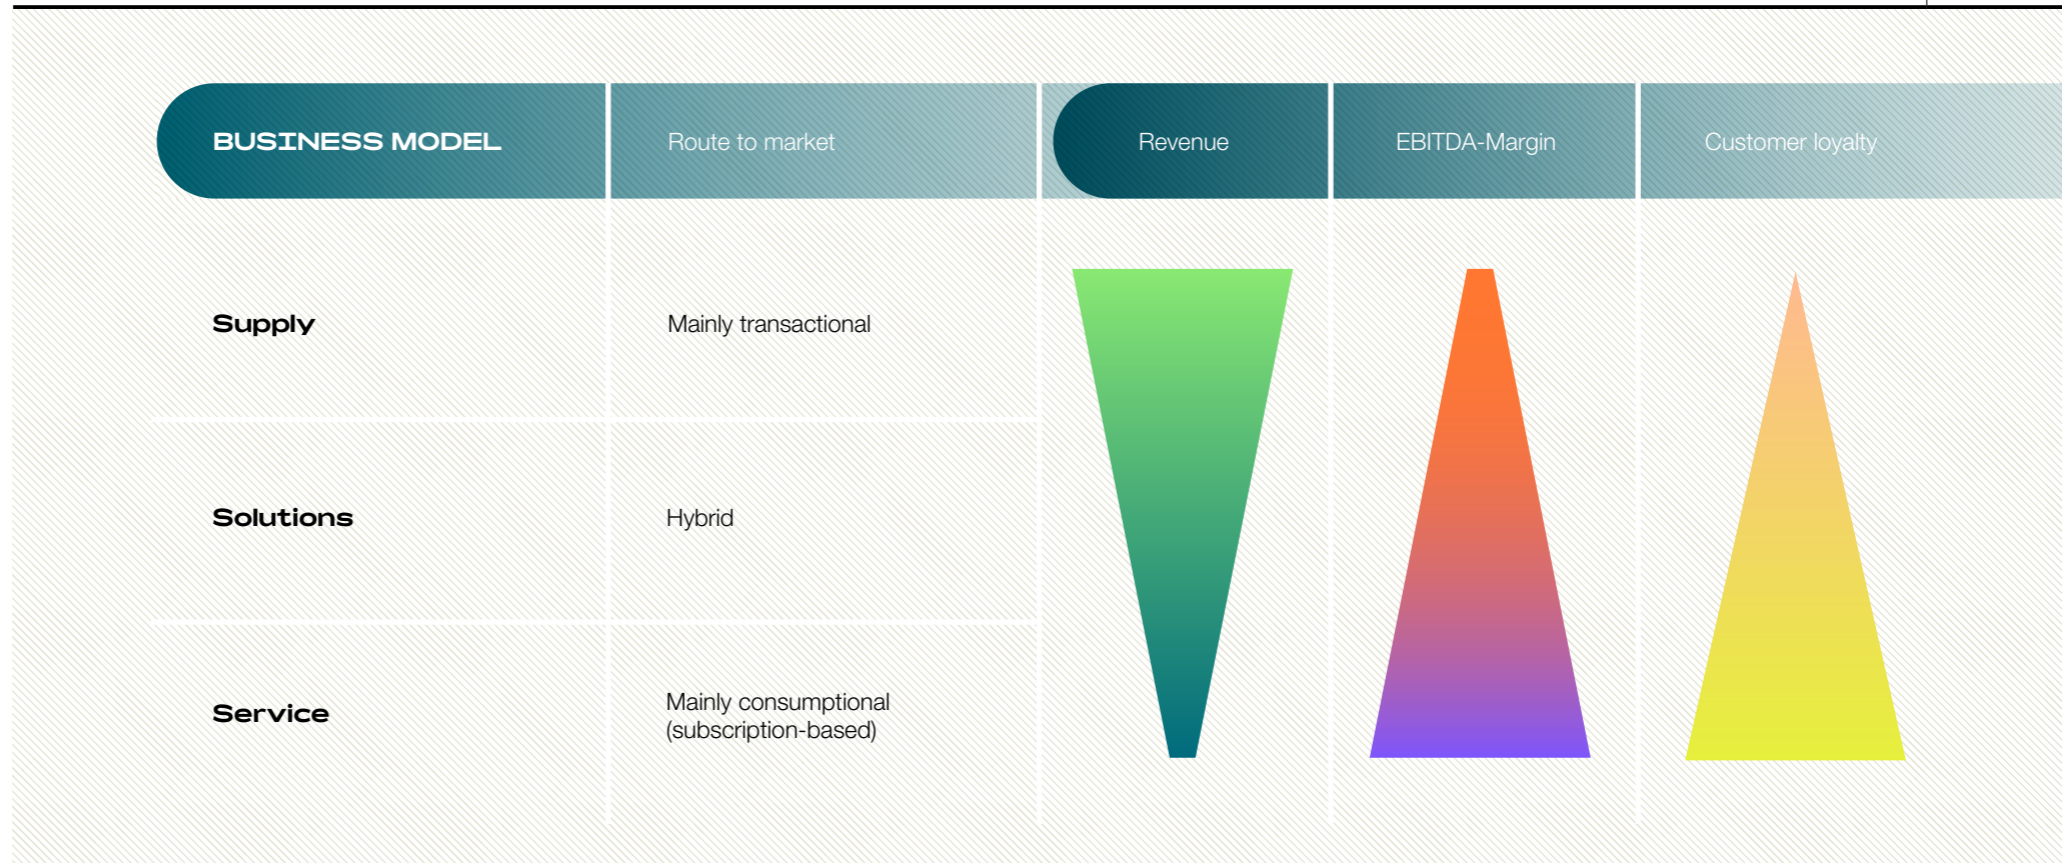 BUSINESS MODEL
Route to market
Revenue
EBITDA-Margin
Customer loyalty
Supply
Mainly transactional
Solutions
Hybrid
Service
Mainly consumptional
(subscription-based)